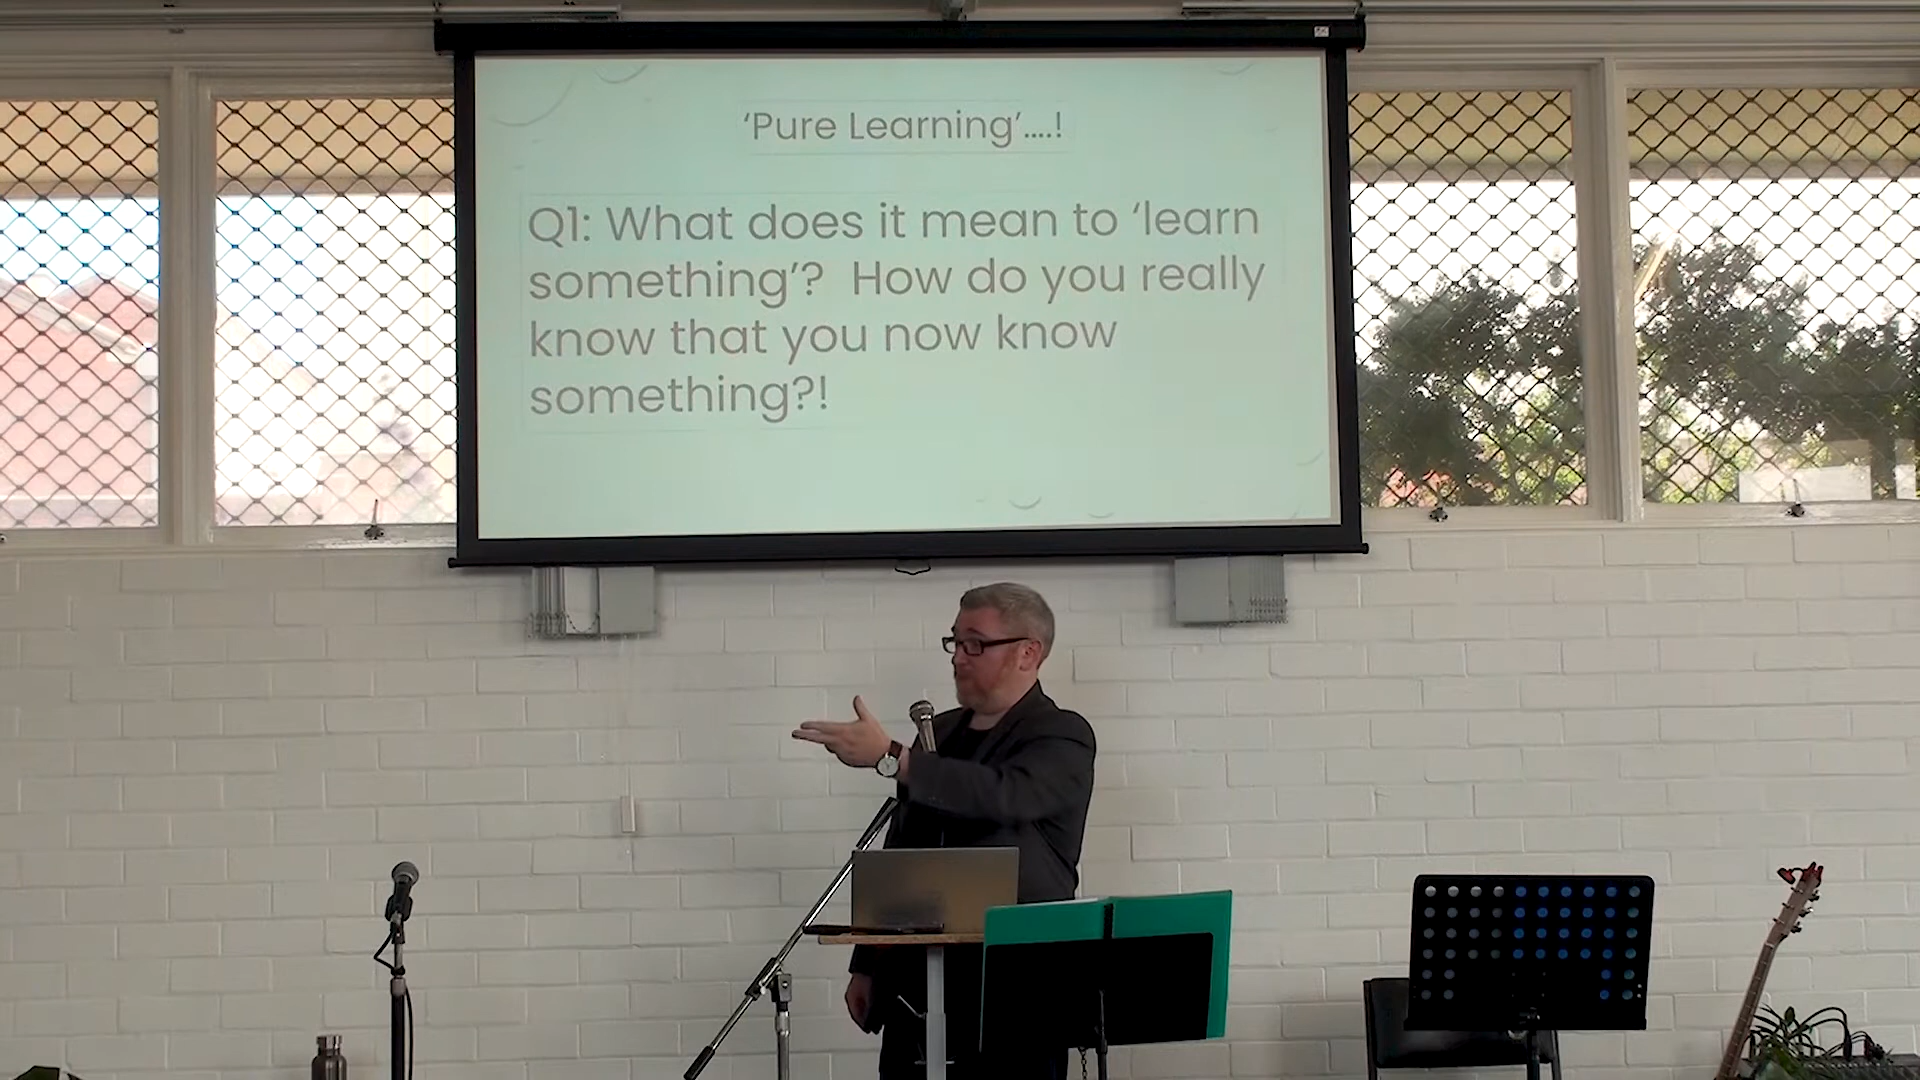 ‘Pure Learning’....!
Q1: What does it mean to ‘learn
something’?  How do you really
know that you now know
something?!